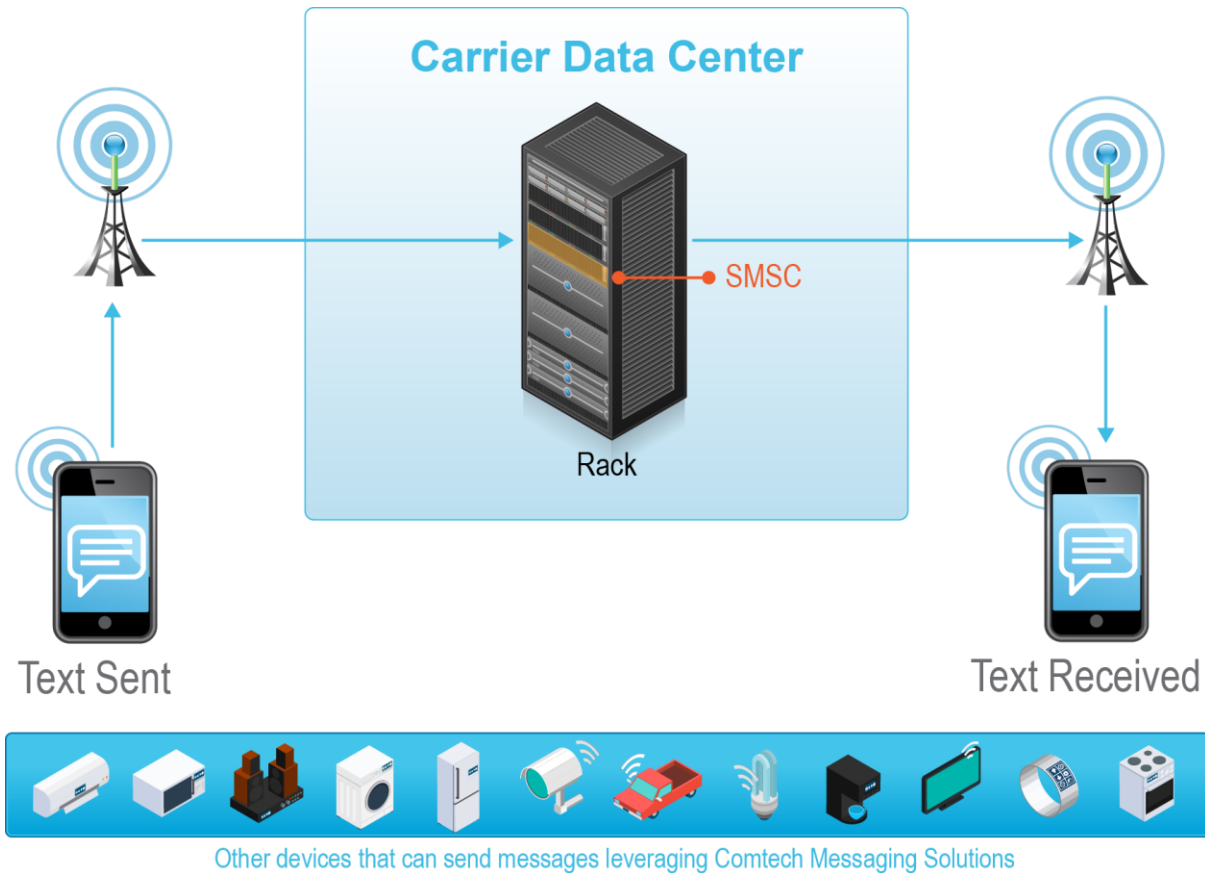 Carrier Data Center
SMSC
Rack
Text Sent
Text Received
Other devices that can send messages leveraging Comtech Messaging Solutions